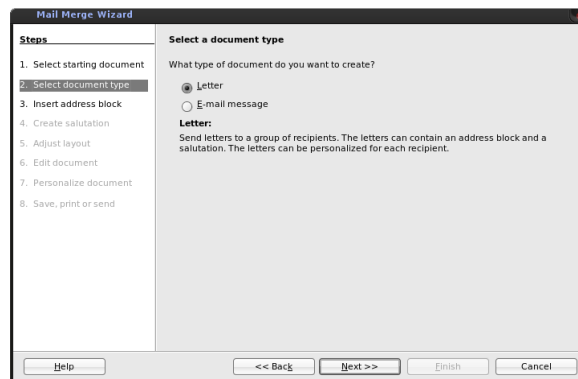 Mail Merge Wizard
Steps
1. Select starting document
2. Select document type
3. Insert address block
4. Create salutation
5. Adjust layout
6. Edit document
7. Personalize document
8. Save, print or send
Select a document type
What type of document do you want to create?
Letter
E-mail message
Letter:
Send letters to a group of recipients. The letters can contain an address block and a
salutation. The letters can be personalized for each recipient.
Help
<< Back
Next >>
Finish
Cancel